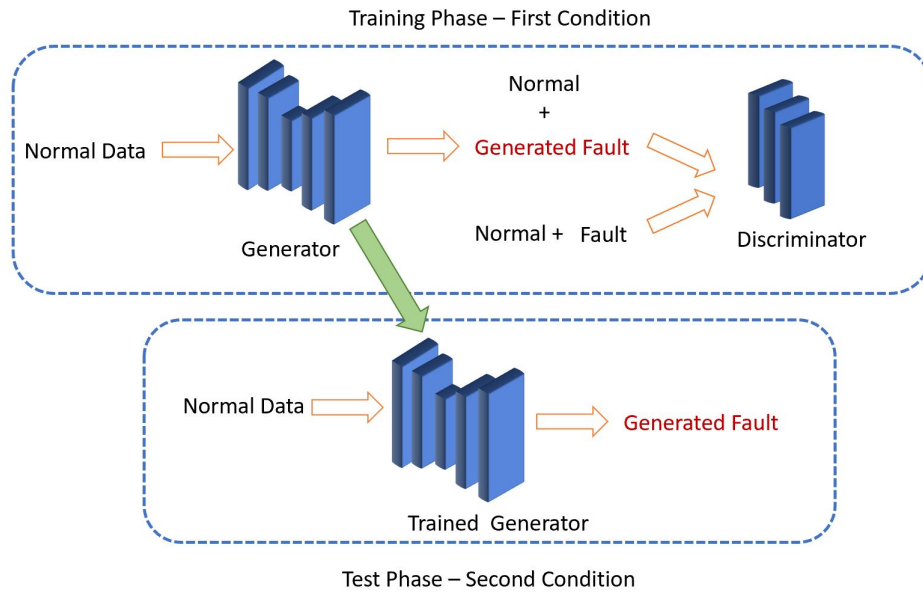 Training Phase – First Condition
Normal Data
Generator
Normal
+
Generated Fault
Normal + Fault
Discriminator
Normal Data
Trained Generator
Generated Fault
Test Phase – Second Condition